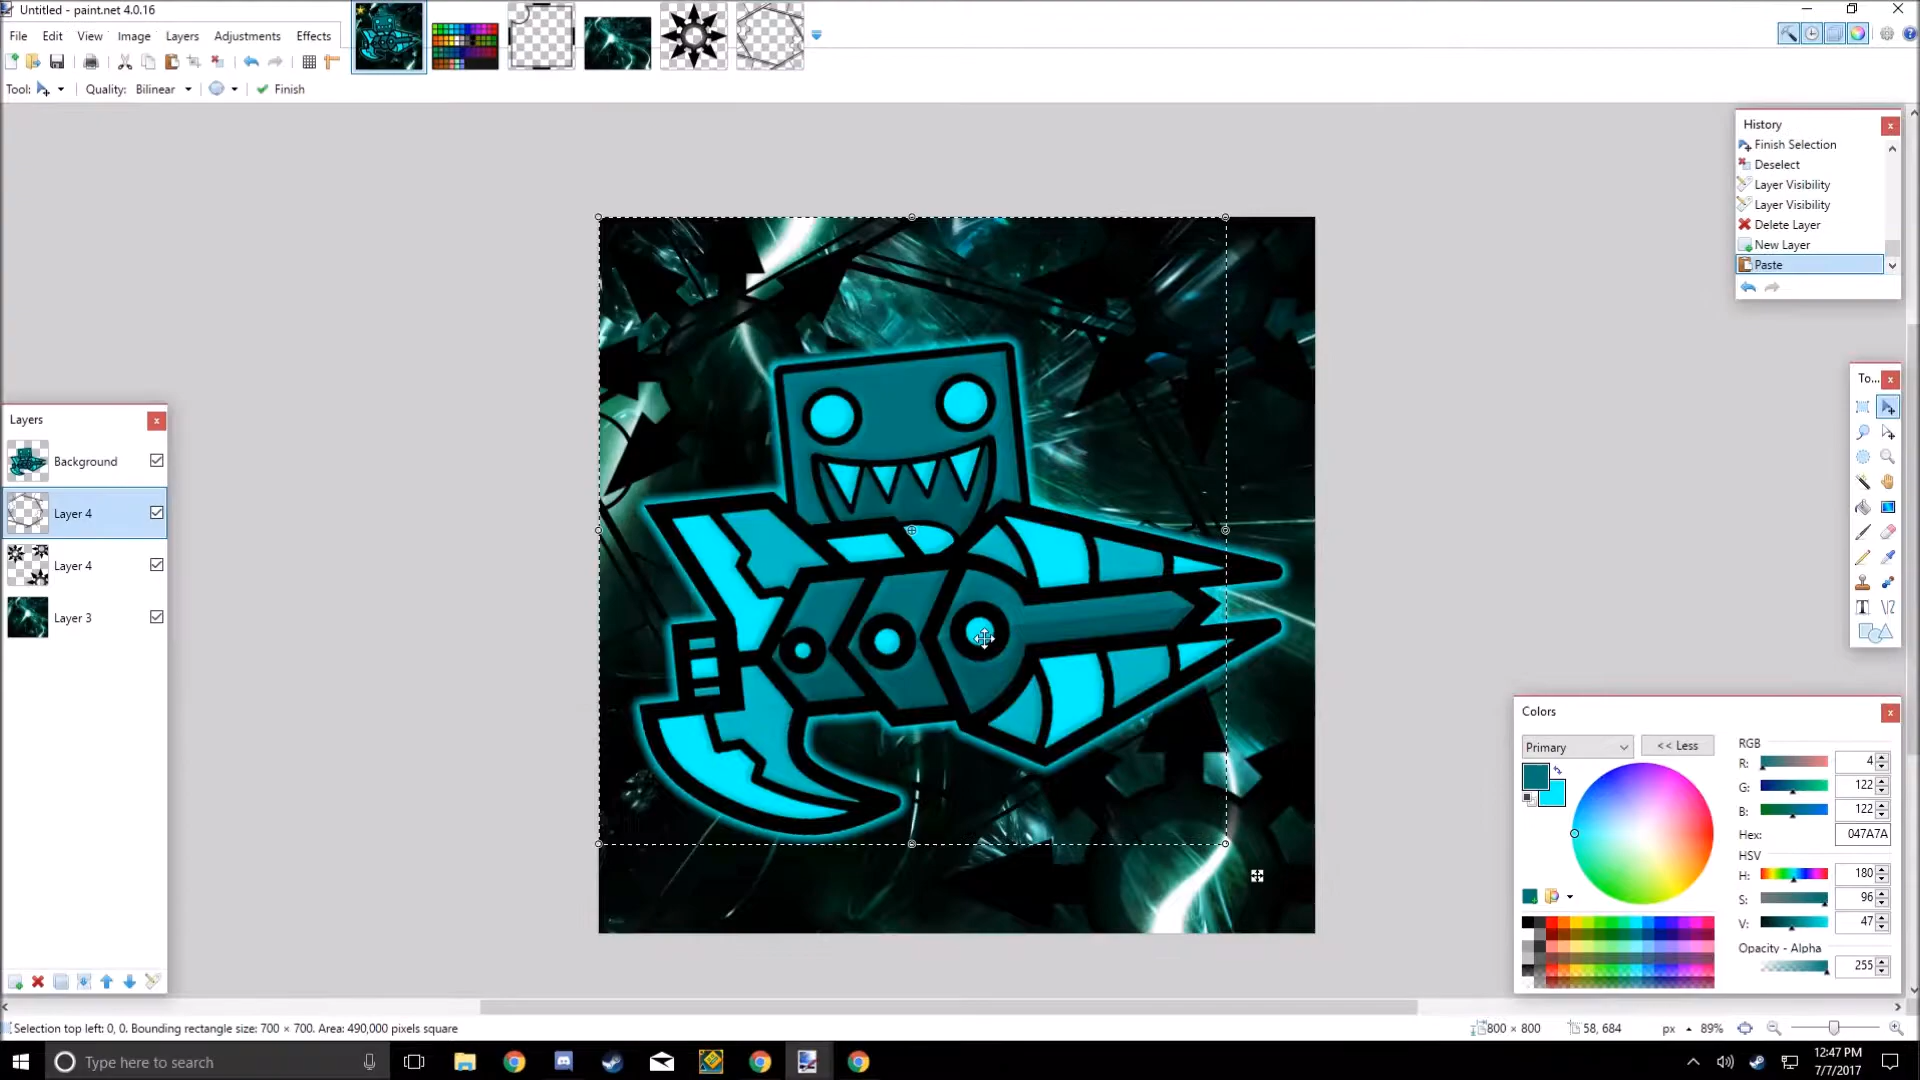 Untitled - paint.net 4.0.16
File Edit View Image Layers Adjustments Effects
Tool: Quality: Bilinear Finish
History
Finish Selection
Deselect
Layer Visibility
Layer Visibility
Delete Layer
New Layer
Paste
To...
Layers
Background
Layer 4
Layer 4
Layer 3
Colors
Primary << Less
RGB
R: 4
G: 122
B: 122
Hex: 047A7A
HSV
H: 180
S: 96
V: 47
Opacity - Alpha
255
Selection top left: 0, 0. Bounding rectangle size: 700 × 700. Area: 490,000 pixels square 800 × 800 58, 684 px 89%
Type here to search
12:47 PM
7/7/2017